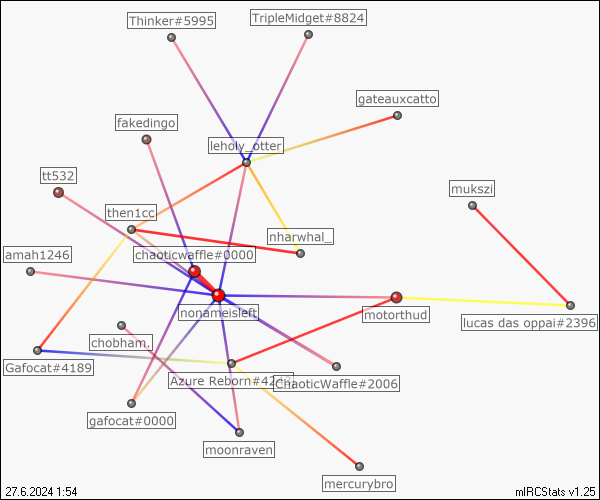 Thinker#5995
TripleMidget#8824
gateauxcatto
fakedingo
leholy_otter
tt532
mukszi
then1cc
nharwhal_
amah1246
chaoticwaffle#0000
nonameisleft
motorthud
lucas das oppai#2396
chobham.
Gafocat#4189
Azure Reborn#42
ChaoticWaffle#2006
gafocat#0000
moonraven
mercurybro
27.6.2024 1:54
mIRCStats v1.25